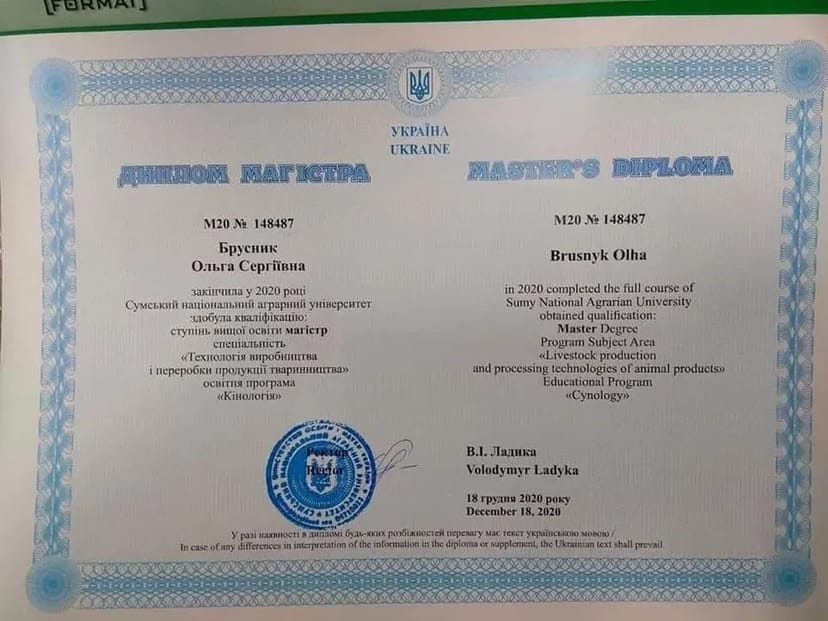 [FORMAT]
УКРАЇНА
UKRAINE
ДИПЛОМ МАГІСТРА
М20 № 148487
Брусник
Ольга Сергіївна
закінчила у 2020 році
Сумський національний аграрний університет
здобула кваліфікацію:
ступінь вищої освіти магістр
спеціальність
«Технологія виробництва
і переробки продукції тваринництва»
освітня програма
«Кінологія»
MASTER'S DIPLOMA
М20 № 148487
Brusnyk Olha
in 2020 completed the full course of
Sumy National Agrarian University
obtained qualification:
Master Degree
Program Subject Area
«Livestock production
and processing technologies of animal products»
Educational Program
«Cynology»
Ректор
Rector
В.І. Ладика
Volodymyr Ladyka
18 грудня 2020 року
December 18, 2020
У разі наявності в дипломі будь-яких розбіжностей перевагу має текст українською мовою /
In case of any differences in interpretation of the information in the diploma or supplement, the Ukrainian text shall prevail